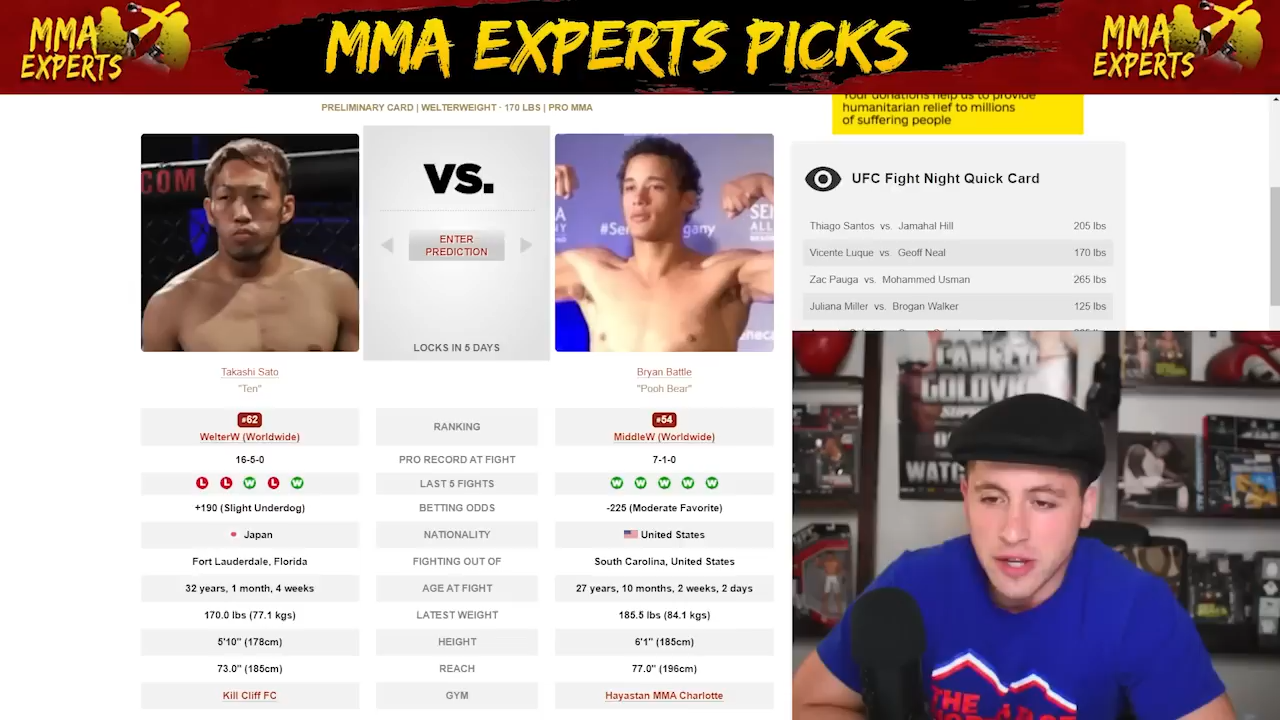 MMA
EXPERTS
MMA EXPERTS PICKS
MMA
EXPERTS
PRELIMINARY CARD | WELTERWEIGHT · 170 LBS | PRO MMA
Your donations help us to provide
humanitarian relief to millions
of suffering people
.COM
VS.
ENTER
PREDICTION
LOCKS IN 5 DAYS
UFC Fight Night Quick Card
Thiago Santos vs. Jamahal Hill 205 lbs
Vicente Luque vs. Geoff Neal 170 lbs
Zac Pauga vs. Mohammed Usman 265 lbs
Juliana Miller vs. Brogan Walker 125 lbs
Takashi Sato
"Ten"
Bryan Battle
"Pooh Bear"
#62
WelterW (Worldwide)
RANKING
#54
MiddleW (Worldwide)
16-5-0 PRO RECORD AT FIGHT 7-1-0
L L W L W LAST 5 FIGHTS W W W W W
+190 (Slight Underdog) BETTING ODDS -225 (Moderate Favorite)
Japan NATIONALITY United States
Fort Lauderdale, Florida FIGHTING OUT OF South Carolina, United States
32 years, 1 month, 4 weeks AGE AT FIGHT 27 years, 10 months, 2 weeks, 2 days
170.0 lbs (77.1 kgs) LATEST WEIGHT 185.5 lbs (84.1 kgs)
5'10" (178cm) HEIGHT 6'1" (185cm)
73.0" (185cm) REACH 77.0" (196cm)
Kill Cliff FC GYM Hayastan MMA Charlotte
CANELO
GOLOVKIN
THE